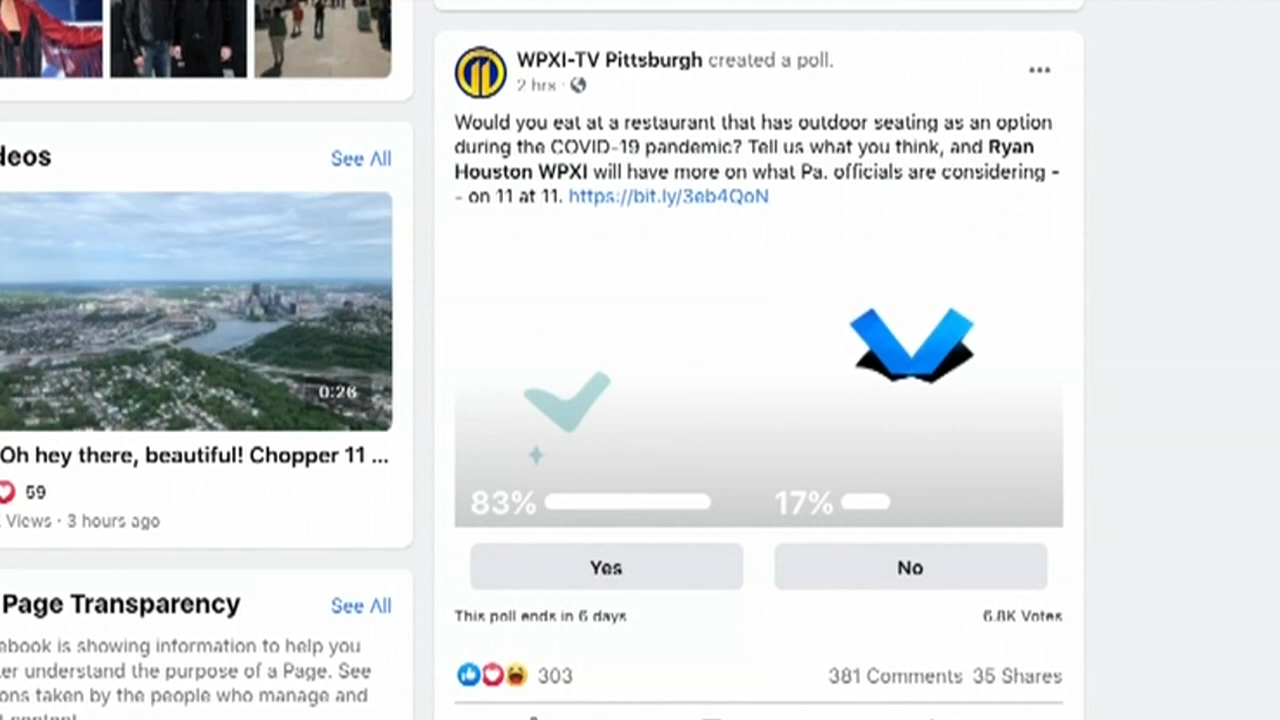 WPXI-TV Pittsburgh created a poll.
2 hrs ·
Would you eat at a restaurant that has outdoor seating as an option
during the COVID-19 pandemic? Tell us what you think, and Ryan
Houston WPXI will have more on what Pa. officials are considering -
- on 11 at 11. https://bit.ly/3eb4QoN
83% 17%
Yes No
This poll ends in 6 days 6.8K Votes
303 381 Comments 35 Shares
deos See All
0:26
Oh hey there, beautiful! Chopper 11 ...
59
Views · 3 hours ago
Page Transparency See All
ebook is showing information to help you
er understand the purpose of a Page. See
ons taken by the people who manage and